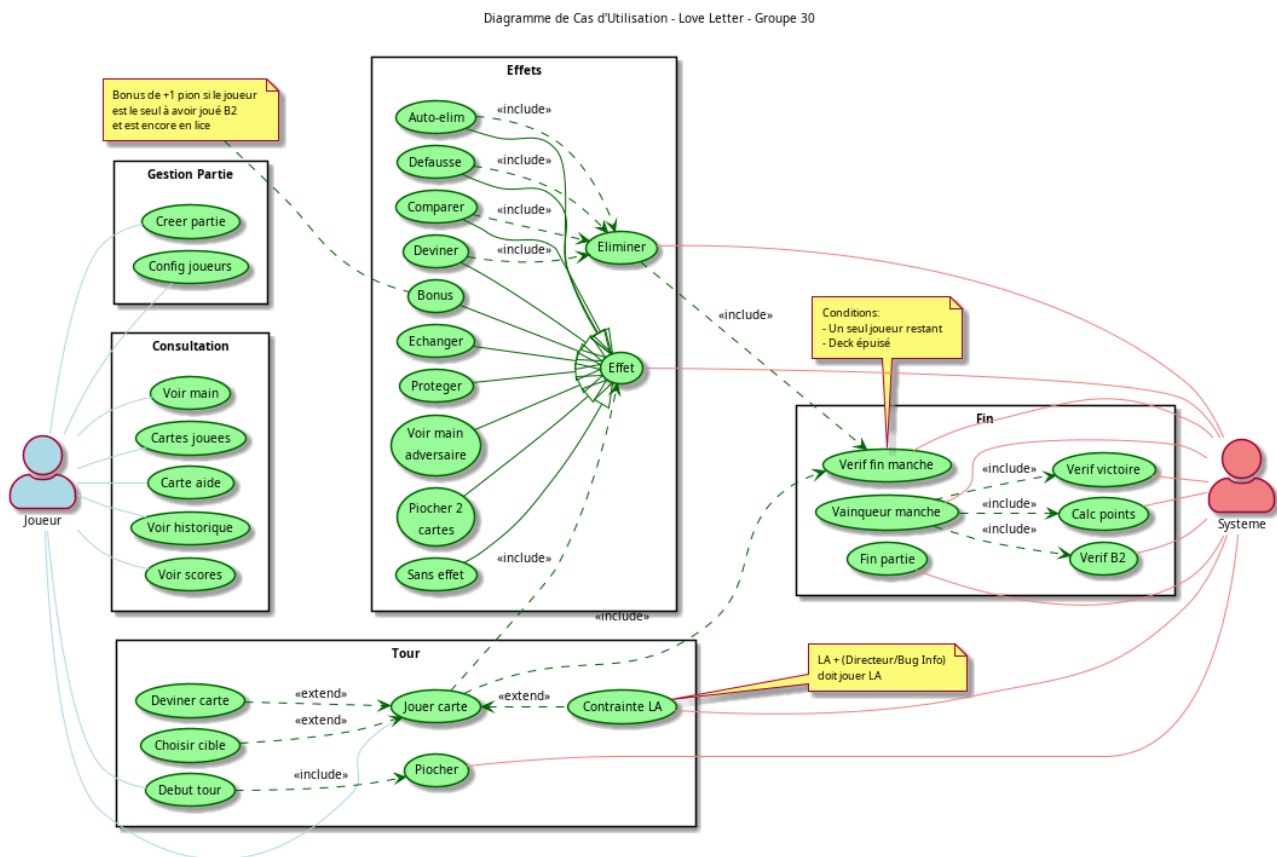 Diagramme de Cas d'Utilisation - Love Letter - Groupe 30
Bonus de +1 pion si le joueur
est le seul à avoir joué B2
et est encore en lice
Gestion Partie
Creer partie
Config joueurs
Consultation
Voir main
Cartes jouees
Carte aide
Voir historique
Voir scores
Joueur
Effets
Auto-elim
«include»
Defausse
«include»
Comparer
«include»
Deviner
«include»
Eliminer
Bonus
Echanger
Effet
Proteger
Voir main
adversaire
Piocher 2
cartes
Sans effet
«include»
«include»
«include»
Conditions:
- Un seul joueur restant
- Deck épuisé
Fin
Verif fin manche
Vainqueur manche
Fin partie
«include»
Verif victoire
«include»
Calc points
«include»
Verif B2
Systeme
Tour
Deviner carte
«extend»
Choisir cible
«extend»
Jouer carte
«extend»
Contrainte LA
Debut tour
«include»
Piocher
LA + (Directeur/Bug Info)
doit jouer LA